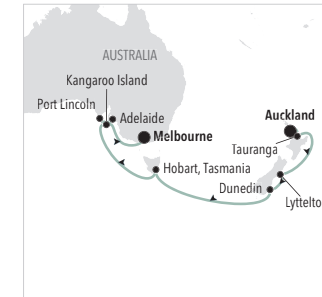 AUSTRALIA
Kangaroo Island
Port Lincoln
Adelaide
Auckland
Melbourne
Tauranga
Hobart, Tasmania
Dunedin
Lyttelto